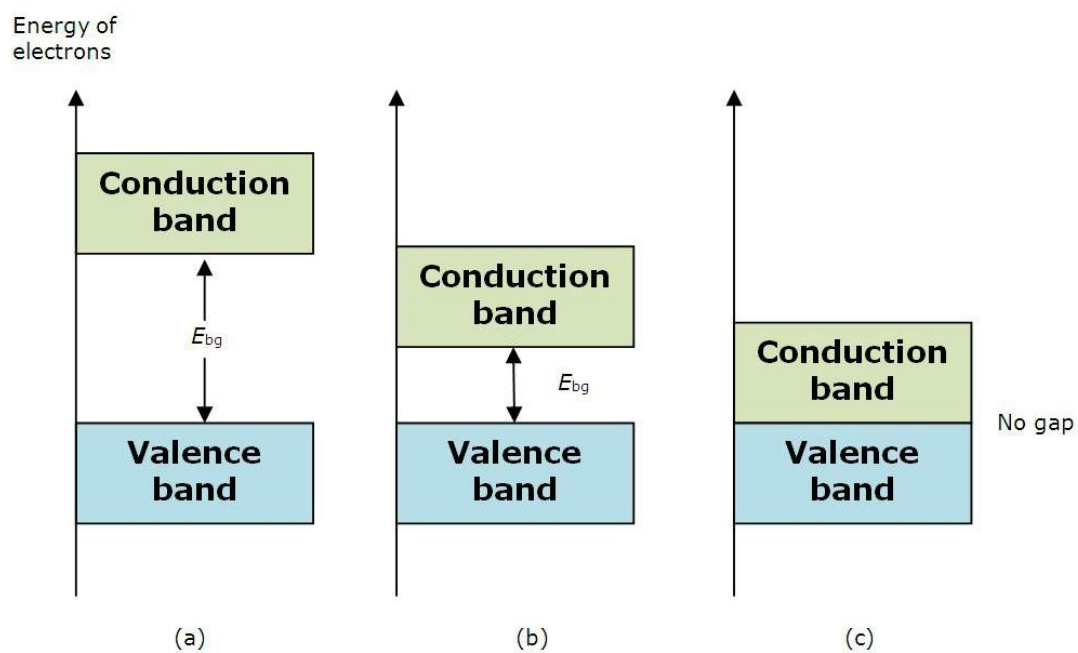 Energy of
electrons
Conduction
band
Ebg
Valence
band
(a)
Conduction
band
Ebg
Valence
band
(b)
Conduction
band
Valence
band
No gap
(c)